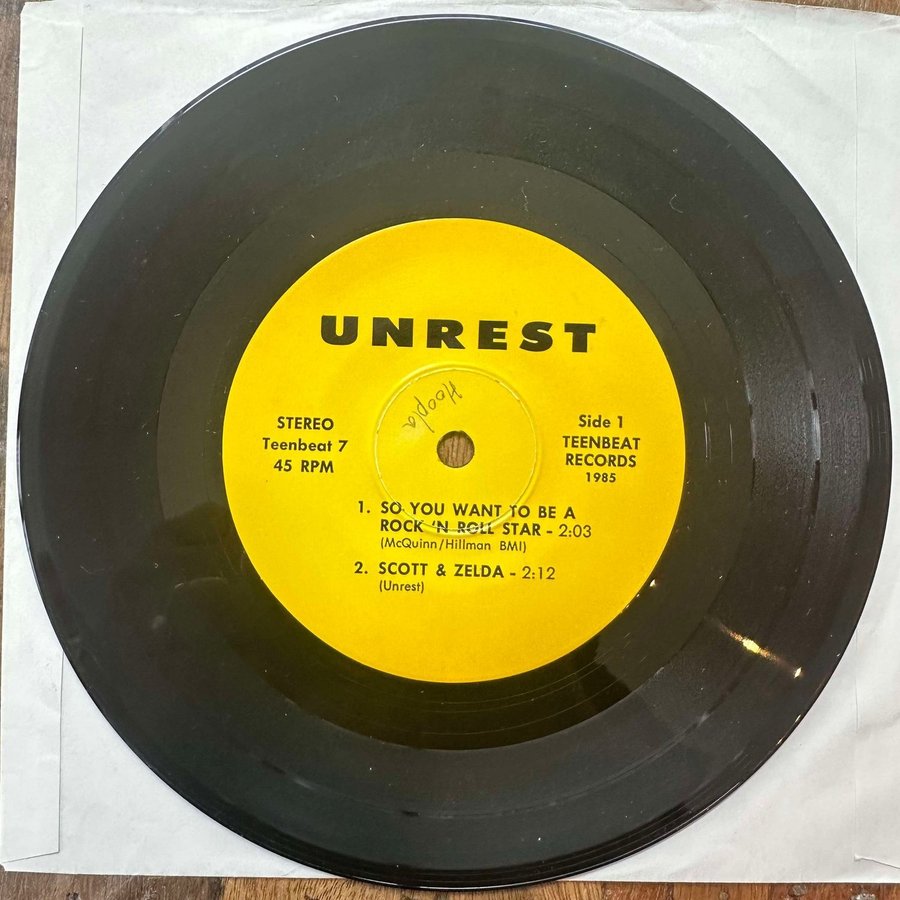 UNREST
Hoopla
STEREO
Teenbeat 7
45 RPM
Side 1
TEENBEAT
RECORDS
1985
1. SO YOU WANT TO BE A
ROCK 'N ROLL STAR - 2:03
(McQuinn/Hillman BMI)
2. SCOTT & ZELDA - 2:12
(Unrest)